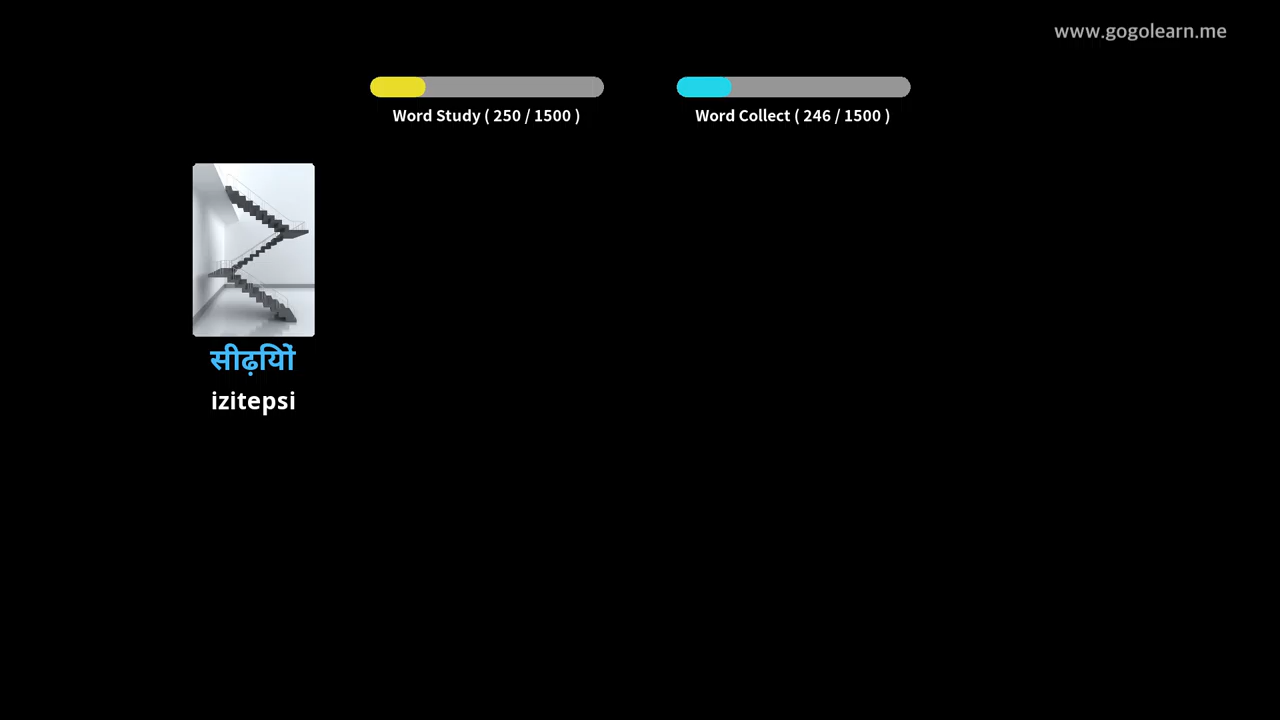 www.gogolearn.me
Word Study ( 250 / 1500 )
Word Collect ( 246 / 1500 )
सीढ़ियों
izitepsi